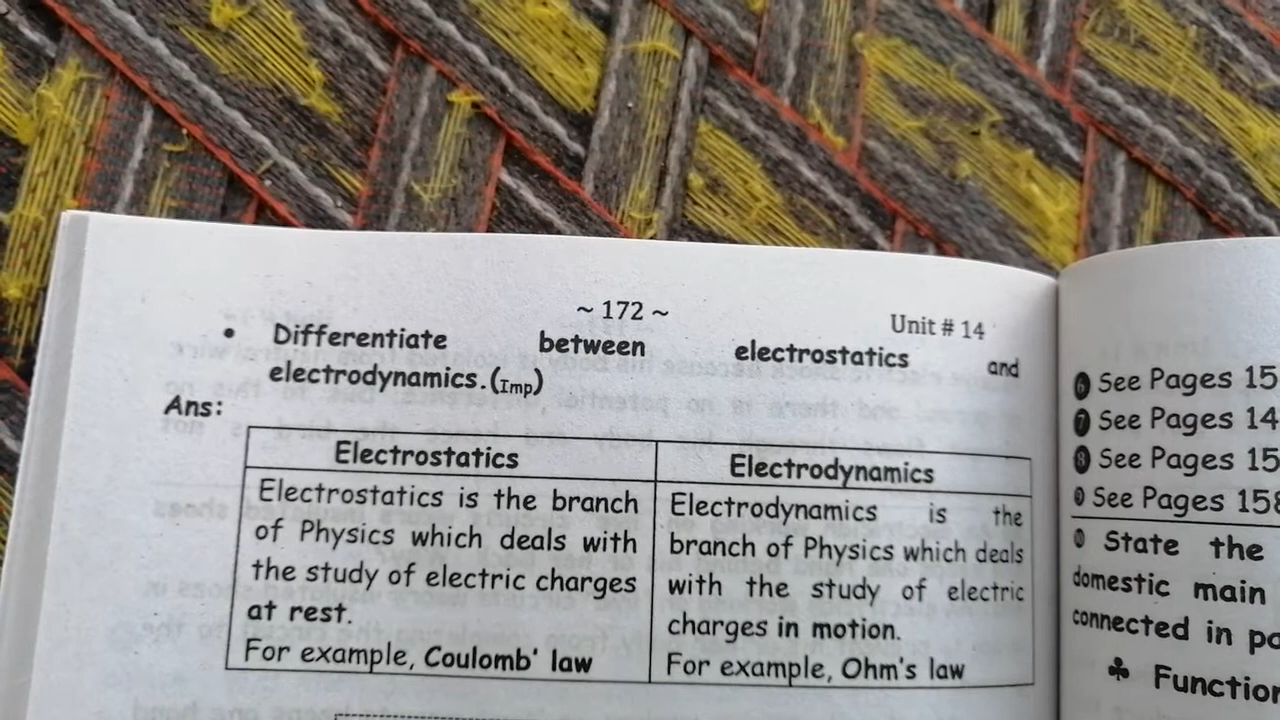 ~ 172 ~
Unit # 14
• Differentiate between electrostatics and
electrodynamics.(Imp)
Ans:
Electrostatics
Electrostatics is the branch
of Physics which deals with
the study of electric charges
at rest.
For example, Coulomb' law
Electrodynamics
Electrodynamics is the
branch of Physics which deals
with the study of electric
charges in motion.
For example, Ohm's law
❻ See Pages 15
❼ See Pages 14
❽ See Pages 15
See Pages 158
State the
domestic main
connected in pa
♣ Function